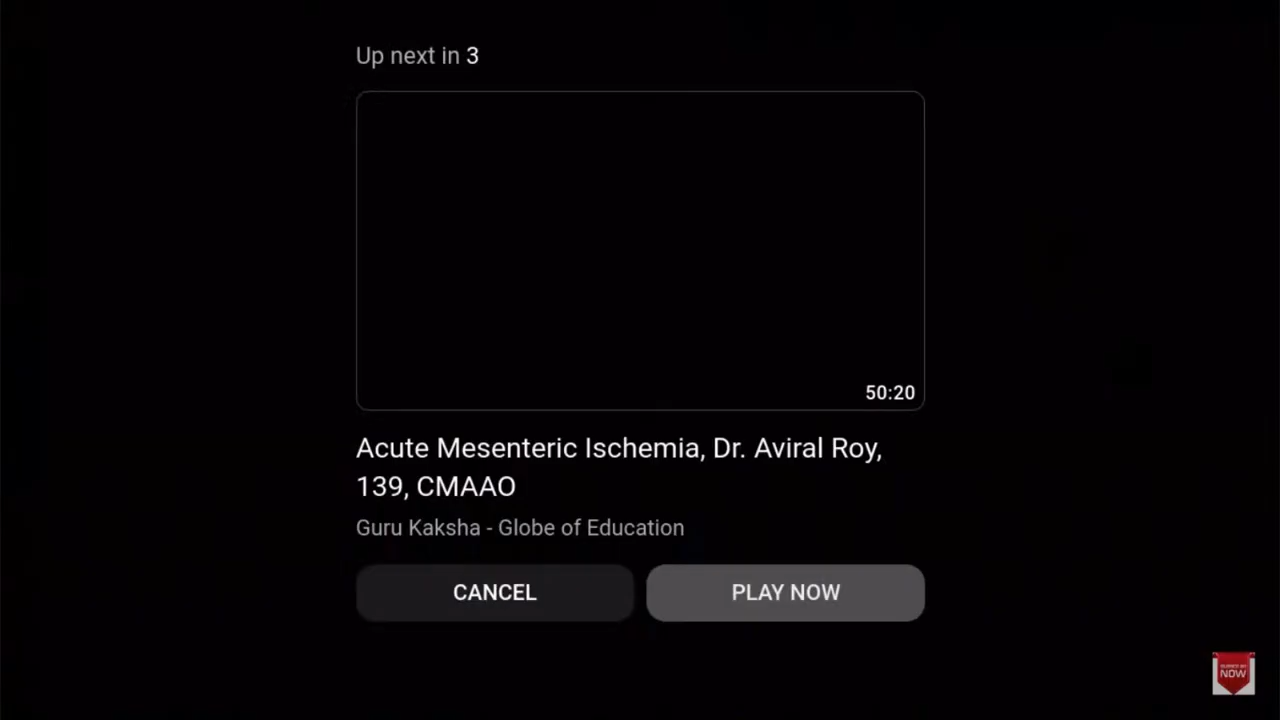 Up next in 3
50:20
Acute Mesenteric Ischemia, Dr. Aviral Roy,
139, CMAAO
Guru Kaksha - Globe of Education
CANCEL
PLAY NOW
NOW